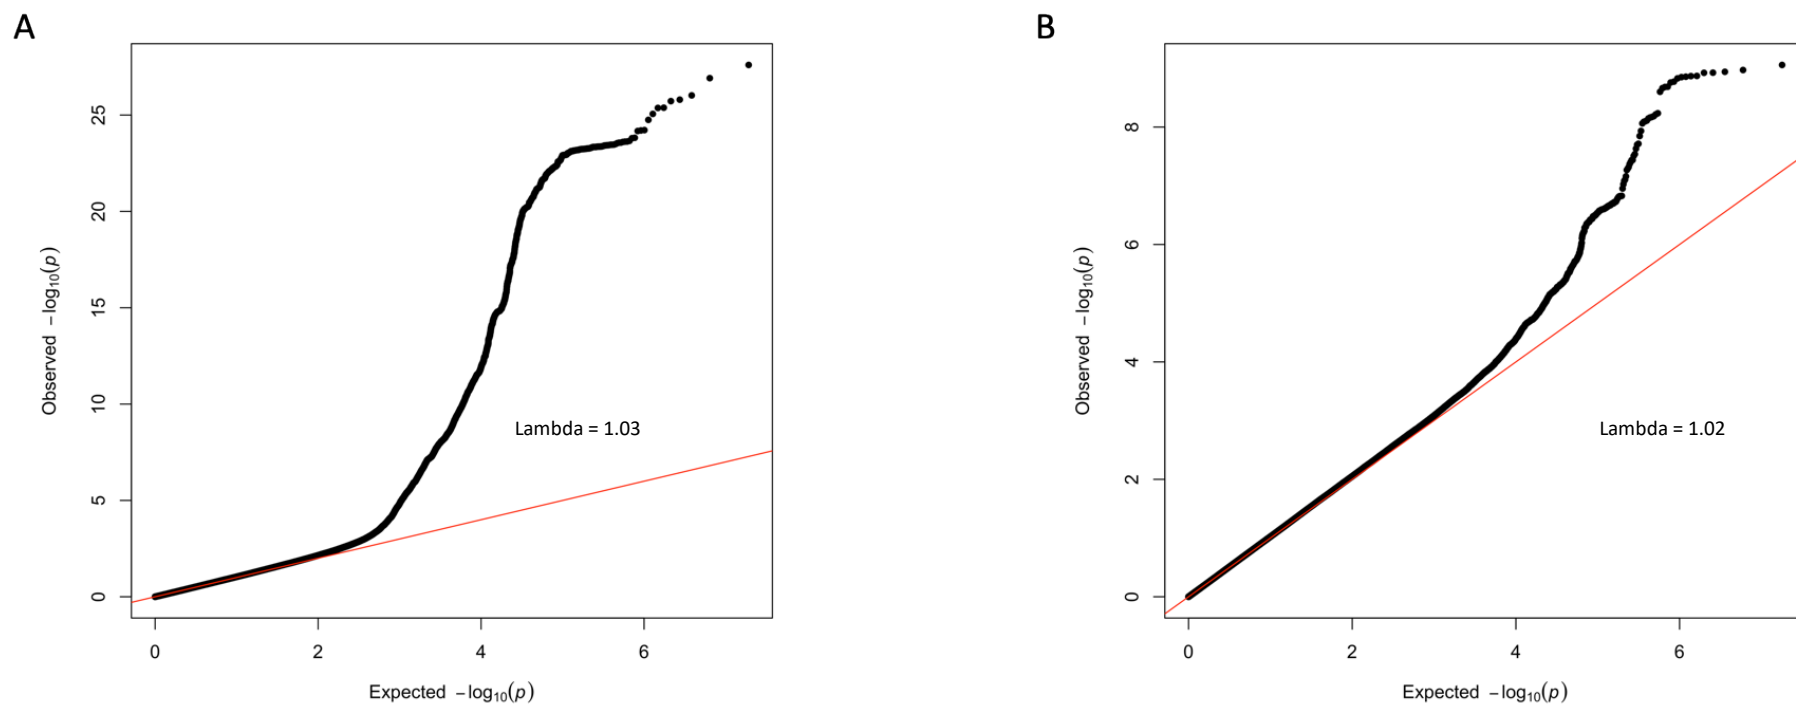 A
25
20
15
10
5
0
Observed −log10(p)
Lambda = 1.03
0 2 4 6
Expected −log10(p)
B
8
6
4
2
0
Observed −log10(p)
Lambda = 1.02
0 2 4 6
Expected −log10(p)